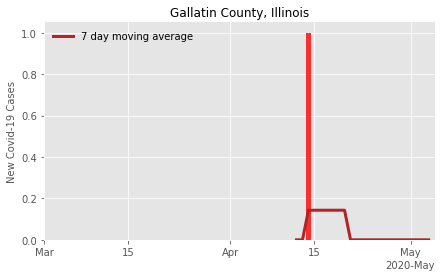 Gallatin County, Illinois
7 day moving average
New Covid-19 Cases
1.0
0.8
0.6
0.4
0.2
0.0
Mar 15 Apr 15 May
2020-May